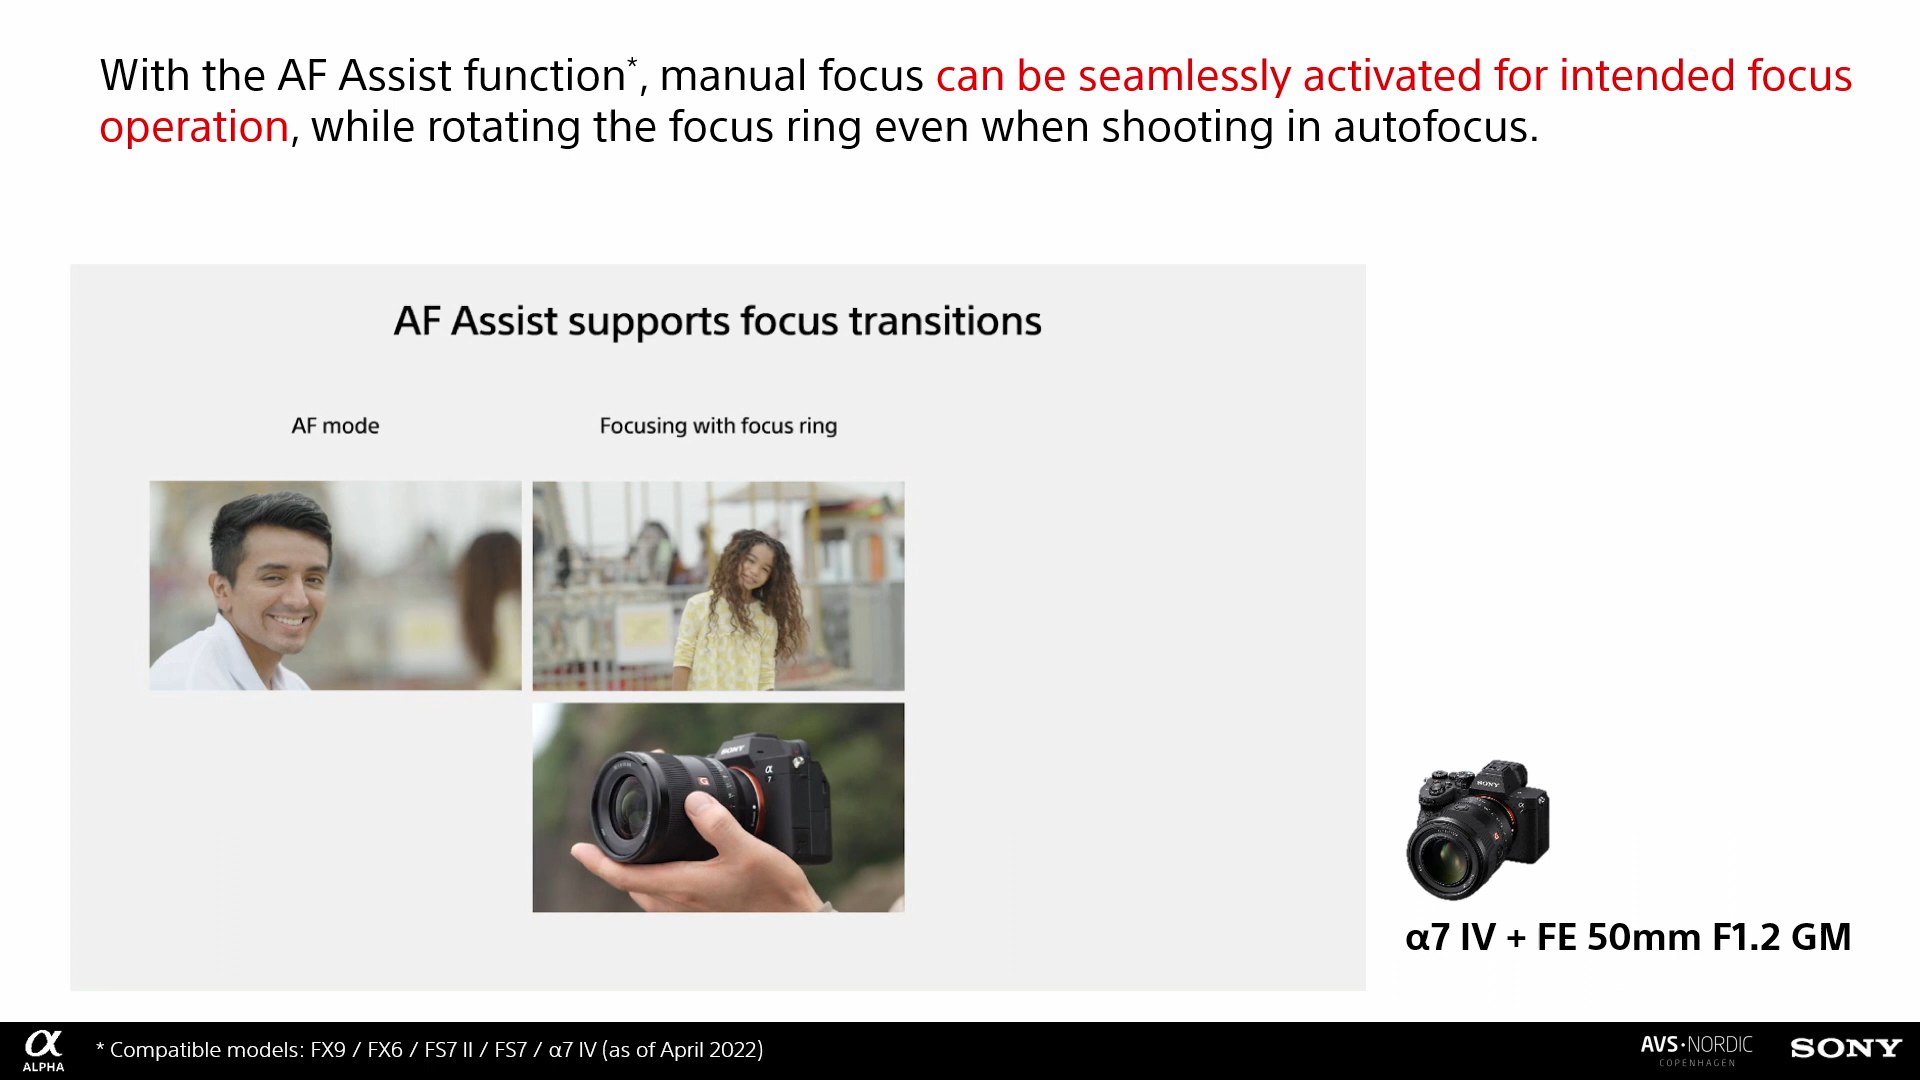 With the AF Assist function*, manual focus can be seamlessly activated for intended focus
operation, while rotating the focus ring even when shooting in autofocus.
AF Assist supports focus transitions
AF mode
Focusing with focus ring
SONY
α
7
G
SONY
α7 IV + FE 50mm F1.2 GM
α
ALPHA
* Compatible models: FX9 / FX6 / FS7 II / FS7 / α7 IV (as of April 2022)
AVS·NORDIC
COPENHAGEN
SONY